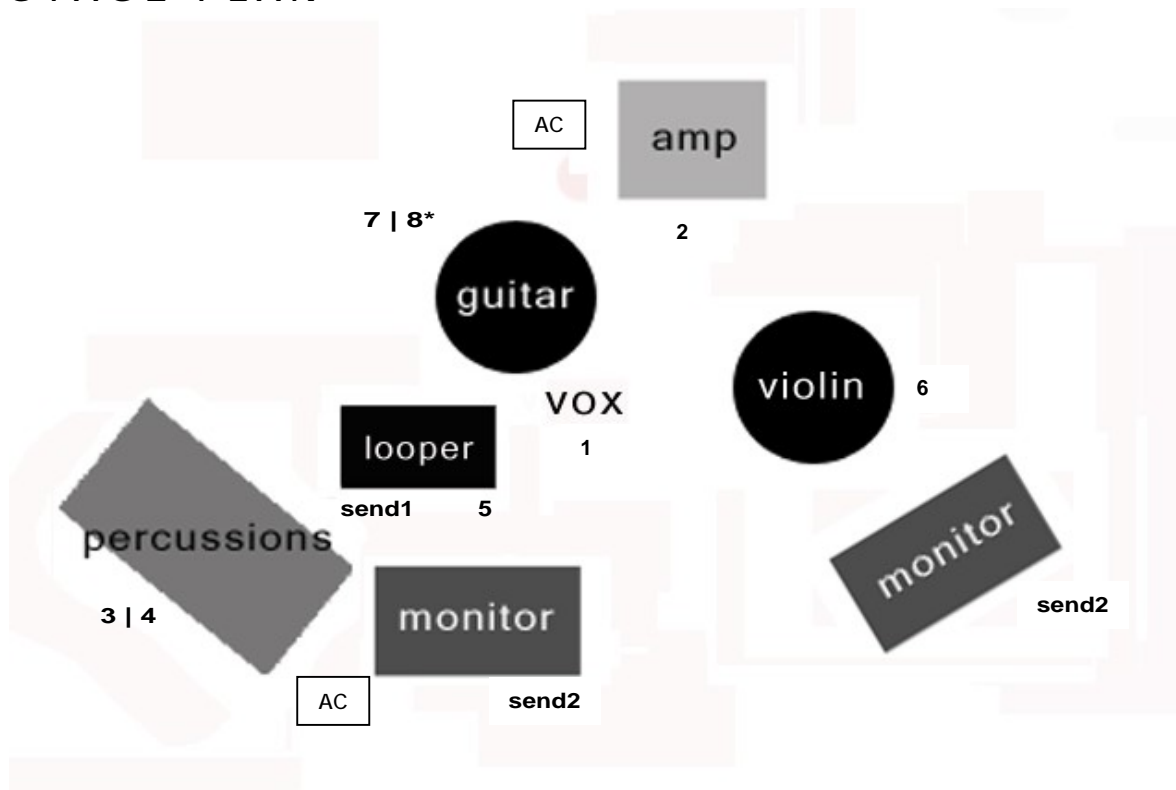 AC
amp
7 | 8*
2
guitar
violin
6
vox
1
looper
send1 5
percussions
monitor
send2
3 | 4
monitor
AC
send2